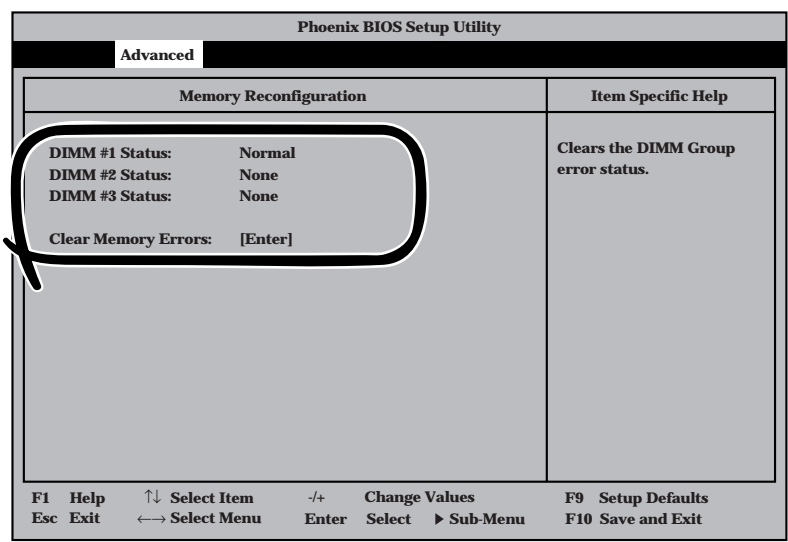 Phoenix BIOS Setup Utility
Advanced
Memory Reconfiguration
Item Specific Help
DIMM #1 Status: Normal
DIMM #2 Status: None
DIMM #3 Status: None
Clear Memory Errors: [Enter]
Clears the DIMM Group
error status.
F1 Help ↑↓ Select Item -/+ Change Values F9 Setup Defaults
Esc Exit ←→ Select Menu Enter Select ▶ Sub-Menu F10 Save and Exit